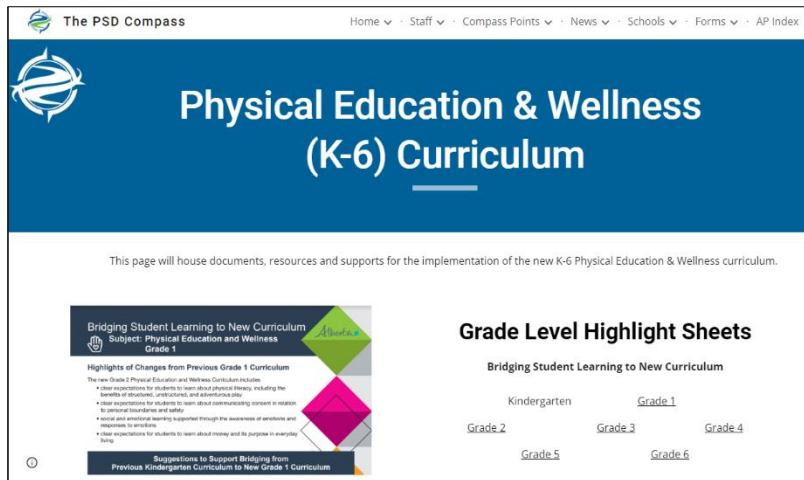 The PSD Compass
Home · Staff · Compass Points · News · Schools · Forms · AP Index
Physical Education & Wellness
(K-6) Curriculum
This page will house documents, resources and supports for the implementation of the new K-6 Physical Education & Wellness curriculum.
Bridging Student Learning to New Curriculum
Subject: Physical Education and Wellness
Grade 1
Alberta
Highlights of Changes from Previous Grade 1 Curriculum
The new Grade 2 Physical Education and Wellness Curriculum includes
• clear expectations for students to learn about physical literacy, including the
benefits of structured, unstructured, and adventurous play
• clear expectations for students to learn about communicating consent in relation
to personal boundaries and safety
• social and emotional learning supported through the awareness of emotions and
responses to emotions
• clear expectations for students to learn about money and its purpose in everyday
living.
Suggestions to Support Bridging from
Previous Kindergarten Curriculum to New Grade 1 Curriculum
Grade Level Highlight Sheets
Bridging Student Learning to New Curriculum
Kindergarten Grade 1
Grade 2 Grade 3 Grade 4
Grade 5 Grade 6